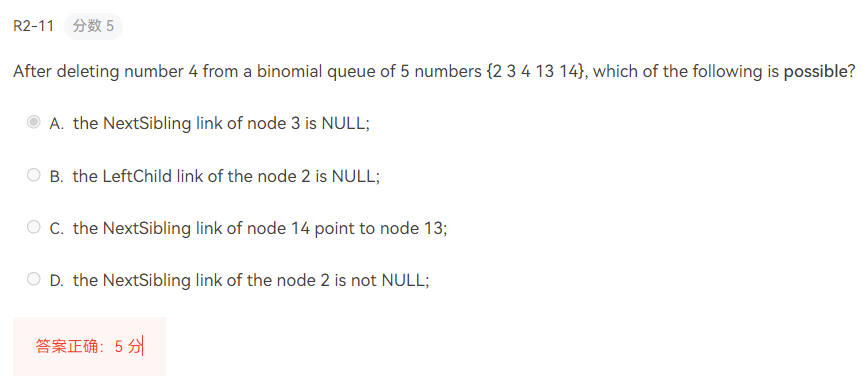 R2-11 分数 5
After deleting number 4 from a binomial queue of 5 numbers {2 3 4 13 14}, which of the following is possible?
A. the NextSibling link of node 3 is NULL;
B. the LeftChild link of the node 2 is NULL;
C. the NextSibling link of node 14 point to node 13;
D. the NextSibling link of the node 2 is not NULL;
答案正确：5 分